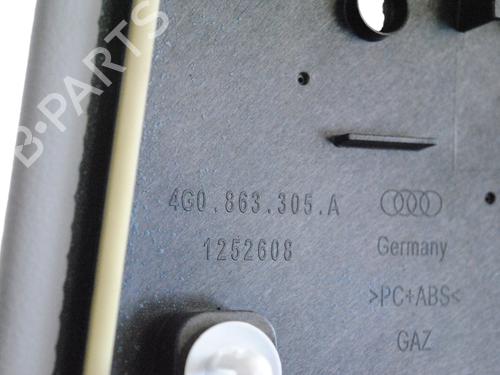 B-PARTS
4G0.863.305.A
1252608
Germany
>PC+ABS<
GAZ